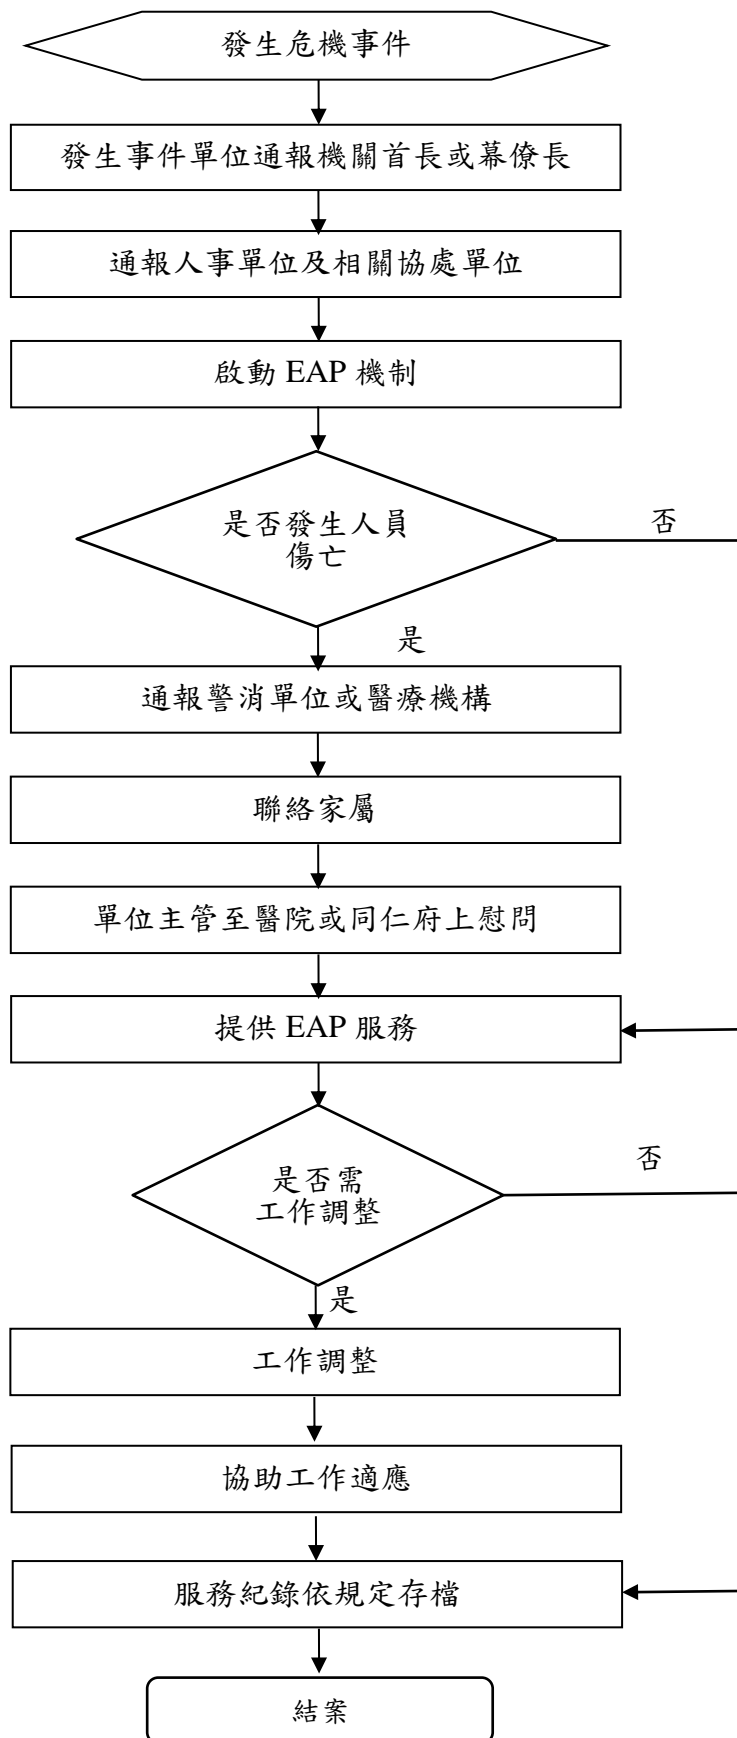 發生危機事件
發生事件單位通報機關首長或幕僚長
通報人事單位及相關協處單位
啟動 EAP 機制
是否發生人員
傷亡
否
是
通報警消單位或醫療機構
聯絡家屬
單位主管至醫院或同仁府上慰問
提供 EAP 服務
是否需
工作調整
否
是
工作調整
協助工作適應
服務紀錄依規定存檔
結案